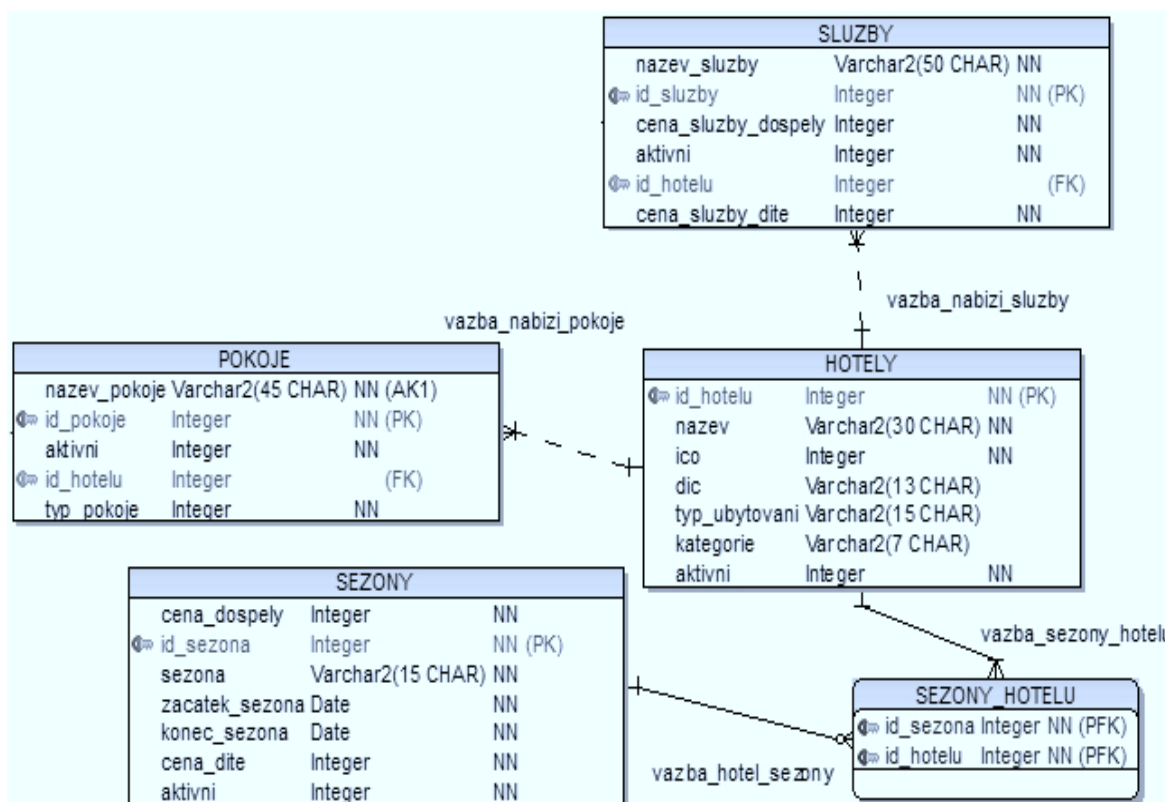 SLUZBY
nazev_sluzby Varchar2(50 CHAR) NN
id_sluzby Integer NN (PK)
cena_sluzby_dospely Integer NN
aktivni Integer NN
id_hotelu Integer (FK)
cena_sluzby_dite Integer NN
vazba_nabizi_sluzby
vazba_nabizi_pokoje
POKOJE
nazev_pokoje Varchar2(45 CHAR) NN (AK1)
id_pokoje Integer NN (PK)
aktivni Integer NN
id_hotelu Integer (FK)
typ_pokoje Integer NN
HOTELY
id_hotelu Integer NN (PK)
nazev Varchar2(30 CHAR) NN
ico Integer NN
dic Varchar2(13 CHAR)
typ_ubytovani Varchar2(15 CHAR)
kategorie Varchar2(7 CHAR)
aktivni Integer NN
SEZONY
cena_dospely Integer NN
id_sezona Integer NN (PK)
sezona Varchar2(15 CHAR) NN
zacatek_sezona Date NN
konec_sezona Date NN
cena_dite Integer NN
aktivni Integer NN
vazba_sezony_hotelu
SEZONY_HOTELU
id_sezona Integer NN (PFK)
id_hotelu Integer NN (PFK)
vazba_hotel_sezony